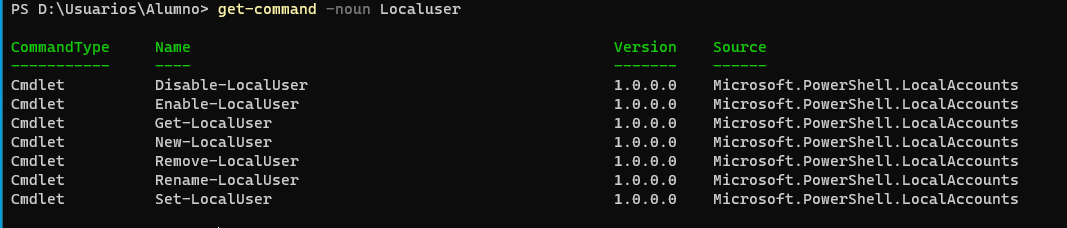 PS D:\Usuarios\Alumno> get-command -noun Localuser
CommandType     Name                                               Version    Source
-----------     ----                                               -------    ------
Cmdlet          Disable-LocalUser                                  1.0.0.0    Microsoft.PowerShell.LocalAccounts
Cmdlet          Enable-LocalUser                                   1.0.0.0    Microsoft.PowerShell.LocalAccounts
Cmdlet          Get-LocalUser                                      1.0.0.0    Microsoft.PowerShell.LocalAccounts
Cmdlet          New-LocalUser                                      1.0.0.0    Microsoft.PowerShell.LocalAccounts
Cmdlet          Remove-LocalUser                                   1.0.0.0    Microsoft.PowerShell.LocalAccounts
Cmdlet          Rename-LocalUser                                   1.0.0.0    Microsoft.PowerShell.LocalAccounts
Cmdlet          Set-LocalUser                                      1.0.0.0    Microsoft.PowerShell.LocalAccounts